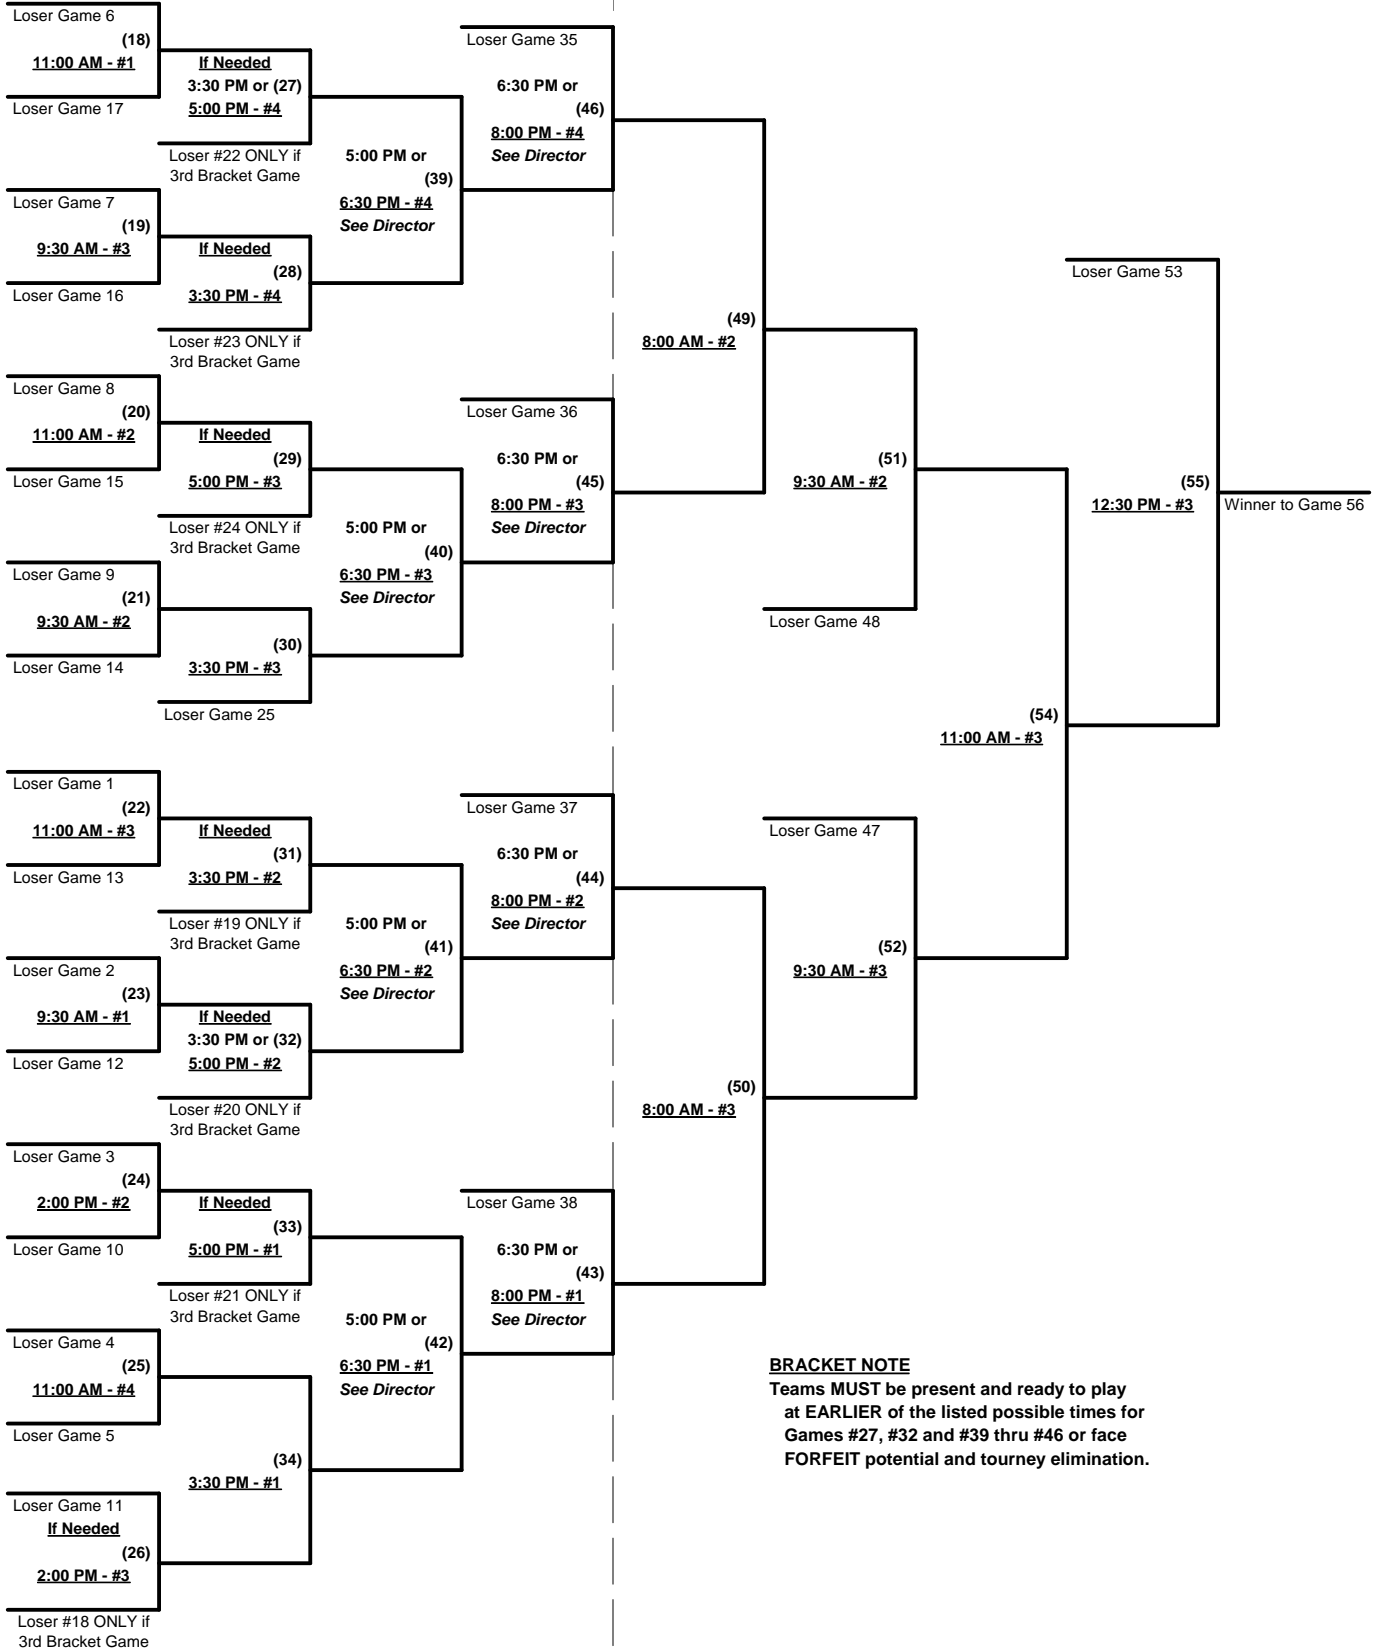 Loser Game 6
(18)
11:00 AM - #1
Loser Game 17
If Needed
3:30 PM or (27)
5:00 PM - #4
Loser #22 ONLY if
3rd Bracket Game
Loser Game 7
(19)
9:30 AM - #3
Loser Game 16
If Needed
(28)
3:30 PM - #4
Loser #23 ONLY if
3rd Bracket Game
5:00 PM or
(39)
6:30 PM - #4
See Director
Loser Game 35
6:30 PM or
(46)
8:00 PM - #4
See Director
Loser Game 8
(20)
11:00 AM - #2
Loser Game 15
If Needed
(29)
5:00 PM - #3
Loser #24 ONLY if
3rd Bracket Game
Loser Game 9
(21)
9:30 AM - #2
Loser Game 14
(30)
3:30 PM - #3
Loser Game 25
5:00 PM or
(40)
6:30 PM - #3
See Director
Loser Game 36
6:30 PM or
(45)
8:00 PM - #3
See Director
(49)
8:00 AM - #2
(51)
9:30 AM - #2
Loser Game 48
Loser Game 53
(55)
12:30 PM - #3
Winner to Game 56
(54)
11:00 AM - #3
Loser Game 1
(22)
11:00 AM - #3
Loser Game 13
If Needed
(31)
3:30 PM - #2
Loser #19 ONLY if
3rd Bracket Game
Loser Game 2
(23)
9:30 AM - #1
Loser Game 12
If Needed
3:30 PM or (32)
5:00 PM - #2
Loser #20 ONLY if
3rd Bracket Game
5:00 PM or
(41)
6:30 PM - #2
See Director
Loser Game 37
6:30 PM or
(44)
8:00 PM - #2
See Director
Loser Game 47
(52)
9:30 AM - #3
(50)
8:00 AM - #3
Loser Game 3
(24)
2:00 PM - #2
Loser Game 10
If Needed
(33)
5:00 PM - #1
Loser #21 ONLY if
3rd Bracket Game
Loser Game 4
(25)
11:00 AM - #4
Loser Game 5
(34)
3:30 PM - #1
Loser Game 11
If Needed
(26)
2:00 PM - #3
Loser #18 ONLY if
3rd Bracket Game
5:00 PM or
(42)
6:30 PM - #1
See Director
Loser Game 38
6:30 PM or
(43)
8:00 PM - #1
See Director
BRACKET NOTE
Teams MUST be present and ready to play
at EARLIER of the listed possible times for
Games #27, #32 and #39 thru #46 or face
FORFEIT potential and tourney elimination.